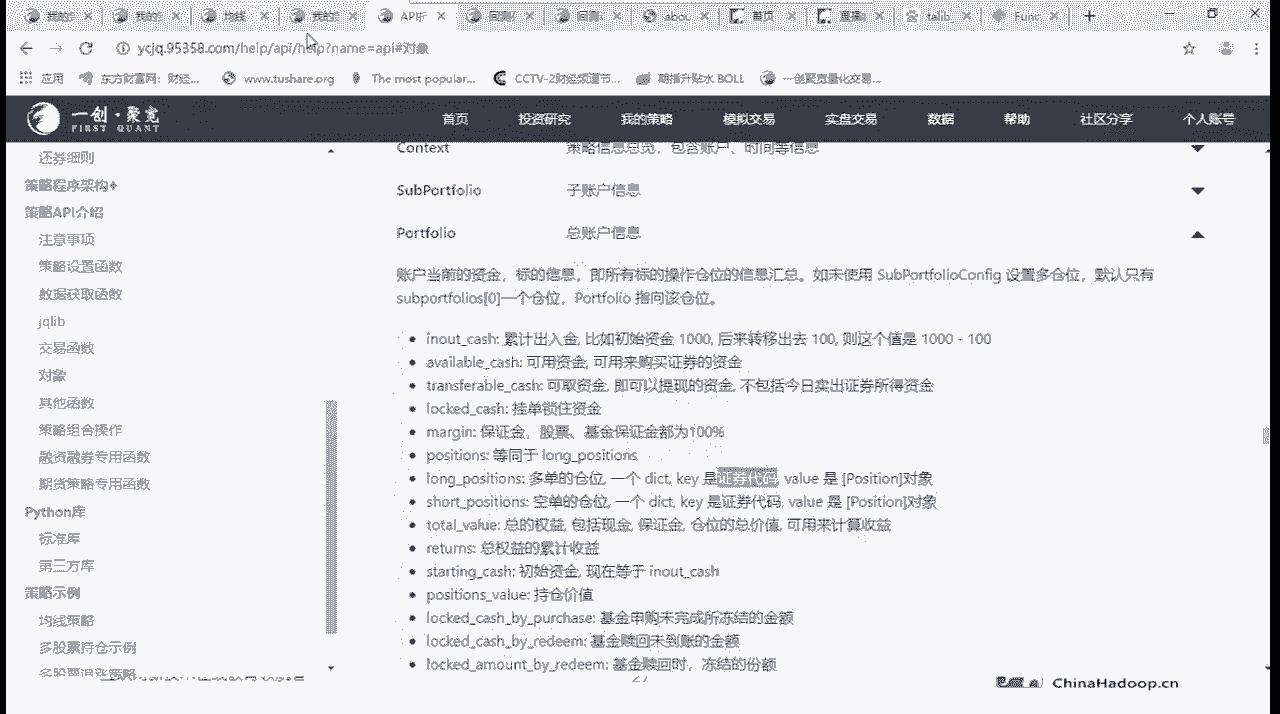 我的 我的 均线 我的 API 回测 回测 abou 首页 直播 talib_ Func
ycjq.95358.com/help/api/help?name=api#对象
应用 东方财富网：财经... www.tushare.org The most popular... CCTV-2财经频道节... 期指升贴水 BOLL 一创聚宽量化交易...
一创·聚宽
FIRST QUANT
首页 投资研究 我的策略 模拟交易 实盘交易 数据 帮助 社区分享 个人账号
还券细则
策略程序架构♦
策略API介绍
注意事项
策略设置函数
数据获取函数
jqlib
交易函数
对象
其他函数
策略组合操作
融资融券专用函数
期货策略专用函数
Python库
标准库
第三方库
策略示例
均线策略
多股票持仓示例
多股票追涨策略
Context 策略信息总览，包含账户、时间等信息
SubPortfolio 子账户信息
Portfolio 总账户信息
账户当前的资金，标的信息，即所有标的操作仓位的信息汇总。如未使用 SubPortfolioConfig 设置多仓位，默认只有
subportfolios[0]一个仓位，Portfolio 指向该仓位。
inout_cash: 累计出入金, 比如初始资金 1000, 后来转移出去 100, 则这个值是 1000 - 100
available_cash: 可用资金, 可用来购买证券的资金
transferable_cash: 可取资金, 即可以提现的资金, 不包括今日卖出证券所得资金
locked_cash: 挂单锁住资金
margin: 保证金，股票、基金保证金都为100%
positions: 等同于 long_positions
long_positions: 多单的仓位, 一个 dict, key 是证券代码, value 是 [Position]对象
short_positions: 空单的仓位, 一个 dict, key 是证券代码, value 是 [Position]对象
total_value: 总的权益, 包括现金, 保证金, 仓位的总价值, 可用来计算收益
returns: 总权益的累计收益
starting_cash: 初始资金, 现在等于 inout_cash
positions_value: 持仓价值
locked_cash_by_purchase: 基金申购未完成所冻结的金额
locked_cash_by_redeem: 基金赎回未到账的金额
locked_amount_by_redeem: 基金赎回时，冻结的份额
27
ChinaHadoop.cn